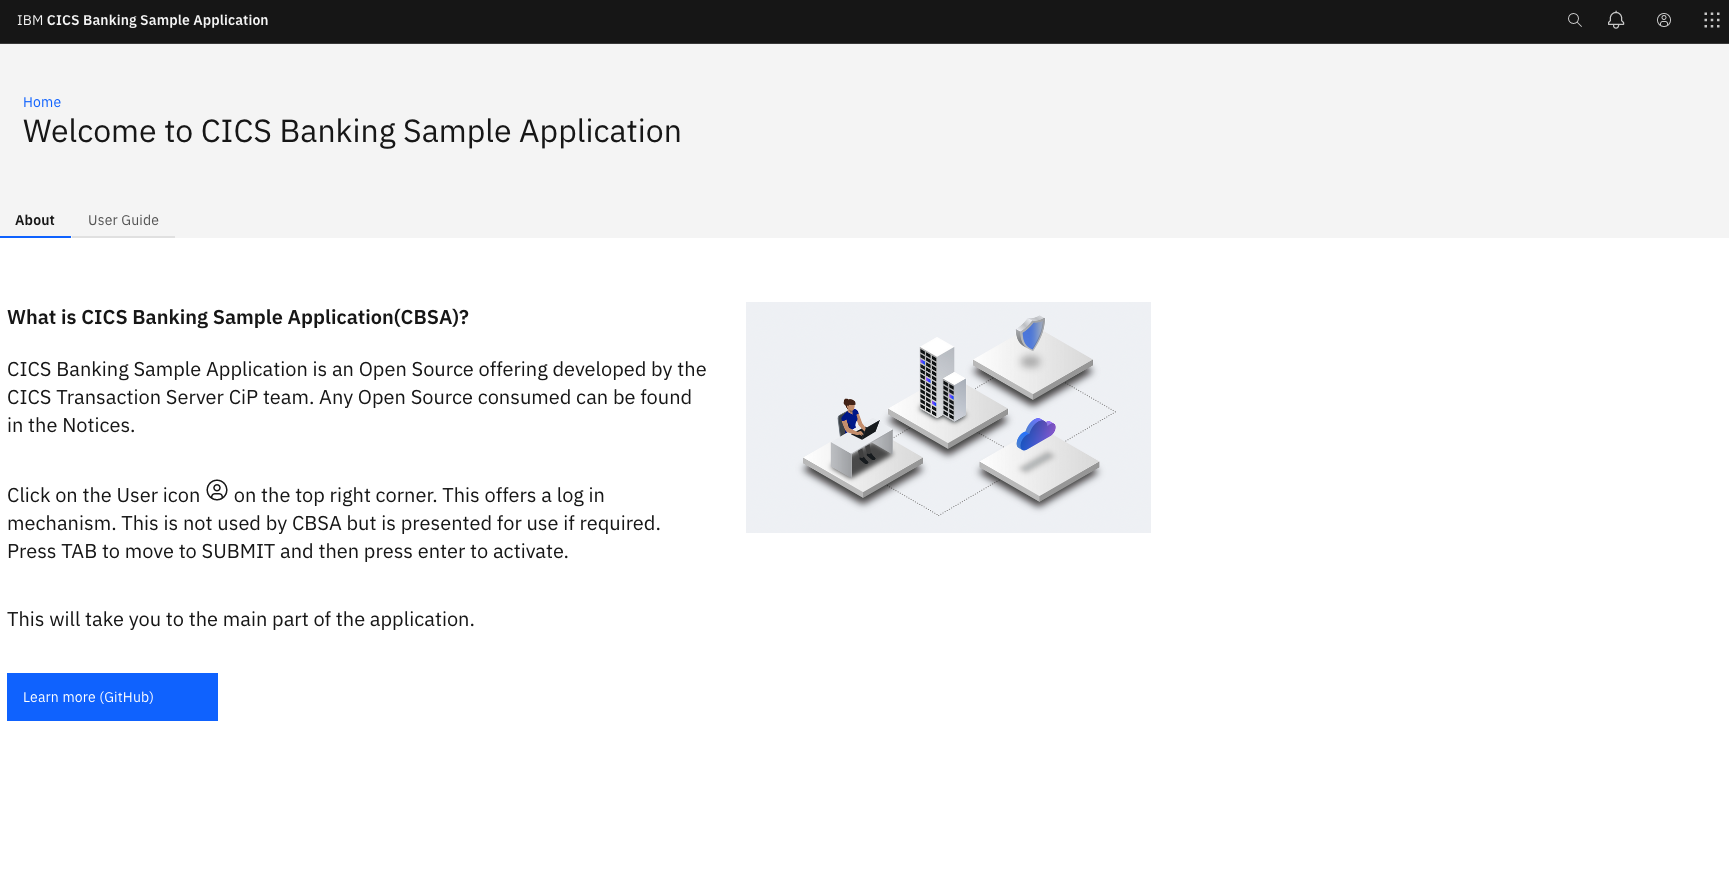 IBM CICS Banking Sample Application
Home
Welcome to CICS Banking Sample Application
About
User Guide
What is CICS Banking Sample Application(CBSA)?
CICS Banking Sample Application is an Open Source offering developed by the
CICS Transaction Server CiP team. Any Open Source consumed can be found
in the Notices.
Click on the User icon on the top right corner. This offers a log in
mechanism. This is not used by CBSA but is presented for use if required.
Press TAB to move to SUBMIT and then press enter to activate.
This will take you to the main part of the application.
Learn more (GitHub)